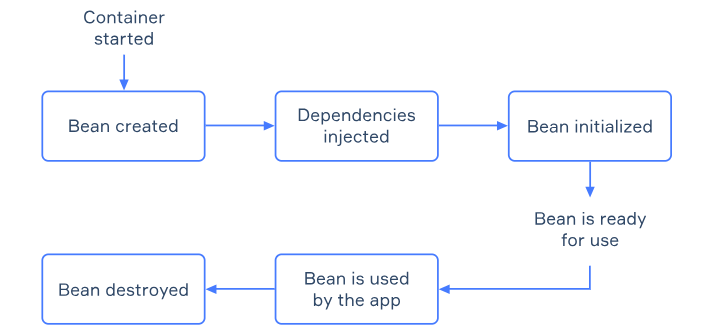 Container
started
Bean created
Dependencies
injected
Bean initialized
Bean is ready
for use
Bean is used
by the app
Bean destroyed